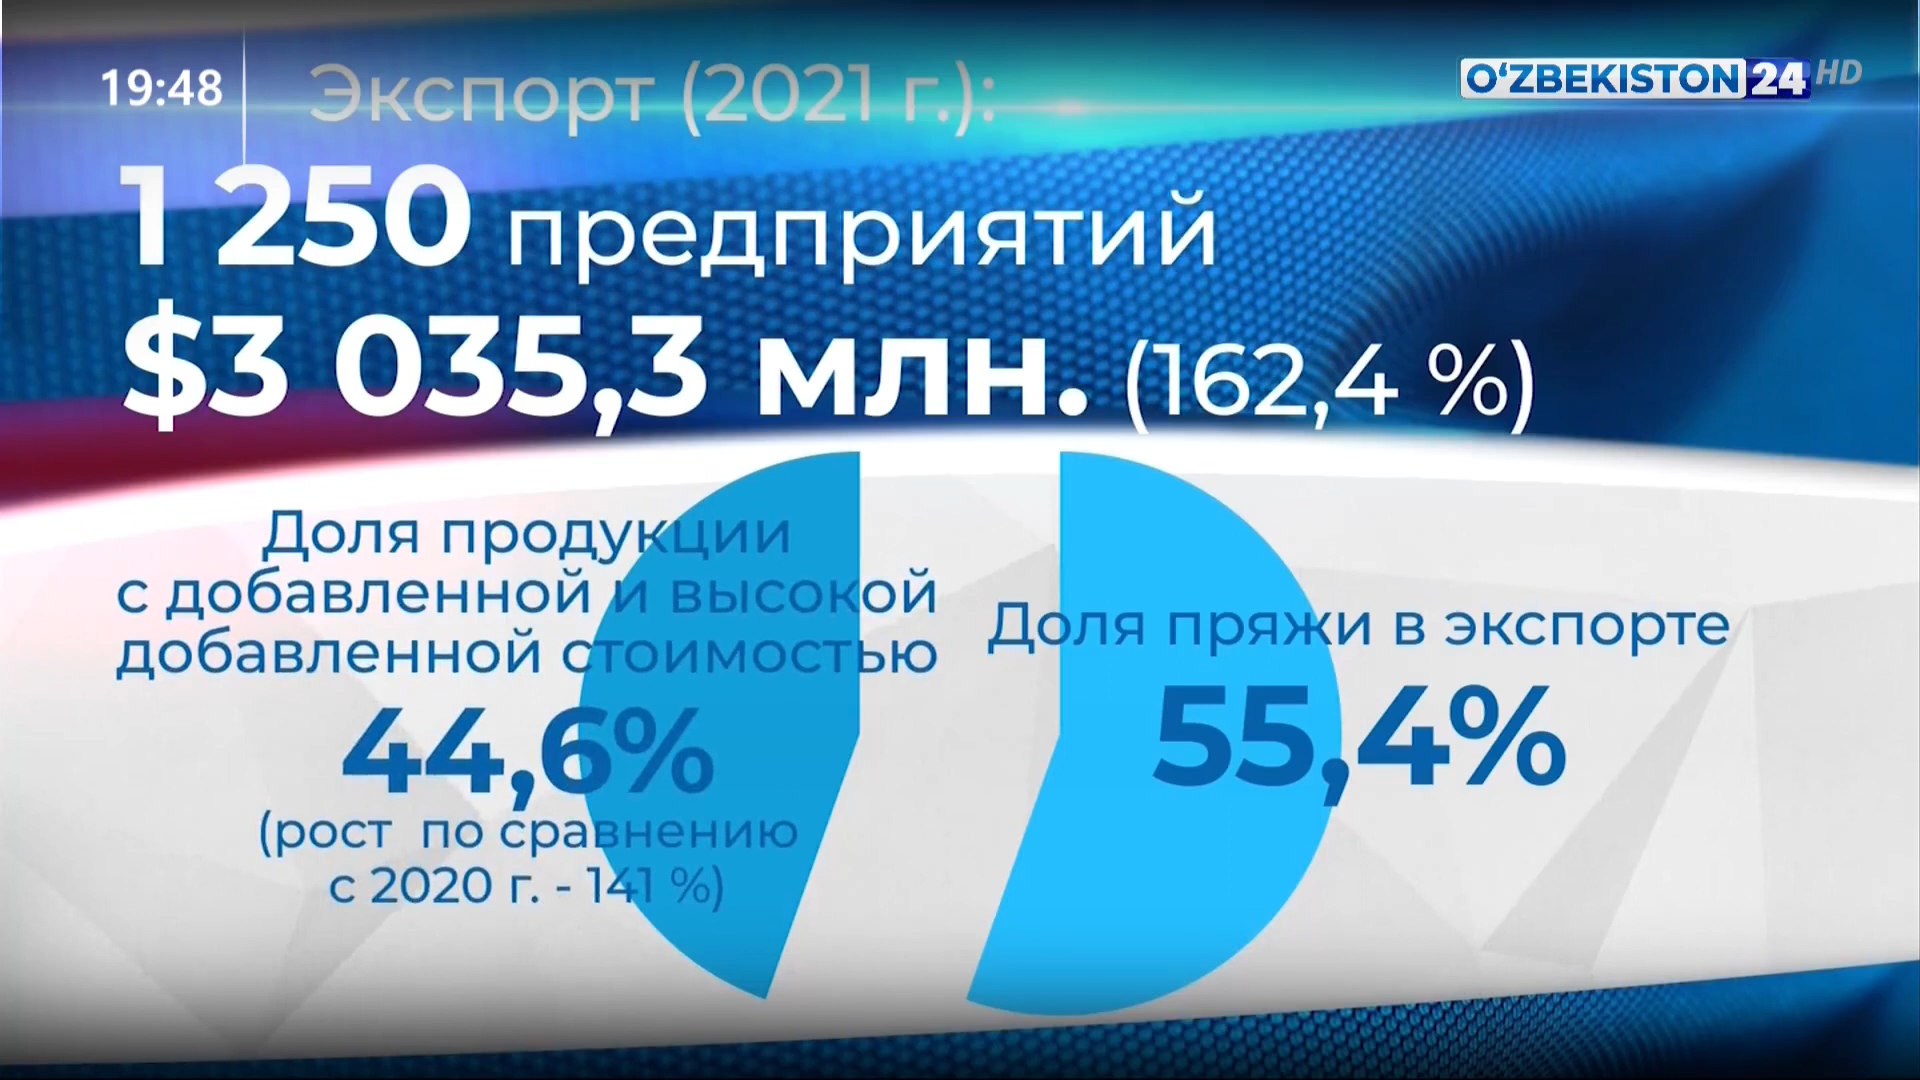 19:48
Экспорт (2021 г.):
O‘ZBEKISTON 24 HD
1 250 предприятий
$3 035,3 млн. (162,4 %)
Доля продукции
с добавленной и высокой
добавленной стоимостью
44,6%
(рост по сравнению
с 2020 г. - 141 %)
Доля пряжи в экспорте
55,4%